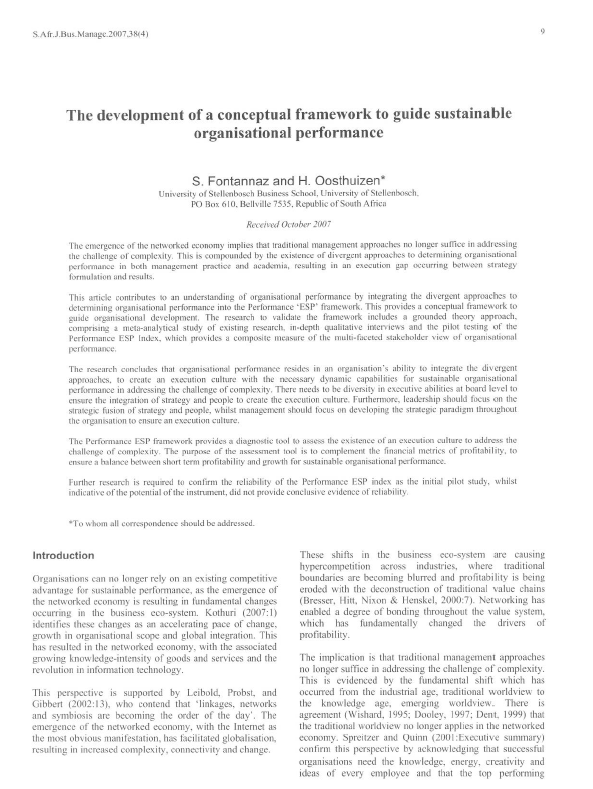 S.Afr.J.Bus.Manage.2007,38(4)
9
The development of a conceptual framework to guide sustainable
organisational performance
S. Fontannaz and H. Oosthuizen*
University of Stellenbosch Business School, University of Stellenbosch,
PO Box 610, Bellville 7535, Republic of South Africa
Received October 2007
The emergence of the networked economy implies that traditional management approaches no longer suffice in addressing
the challenge of complexity. This is compounded by the existence of divergent approaches to determining organisational
performance in both management practice and academia, resulting in an execution gap occurring between strategy
formulation and results.
This article contributes to an understanding of organisational performance by integrating the divergent approaches to
determining organisational performance into the Performance 'ESP' framework. This provides a conceptual framework to
guide organisational development. The research to validate the framework includes a grounded theory approach,
comprising a meta-analytical study of existing research, in-depth qualitative interviews and the pilot testing of the
Performance ESP Index, which provides a composite measure of the multi-faceted stakeholder view of organisational
performance.
The research concludes that organisational performance resides in an organisation's ability to integrate the divergent
approaches, to create an execution culture with the necessary dynamic capabilities for sustainable organisational
performance in addressing the challenge of complexity. There needs to be diversity in executive abilities at board level to
ensure the integration of strategy and people to create the execution culture. Furthermore, leadership should focus on the
strategic fusion of strategy and people, whilst management should focus on developing the strategic paradigm throughout
the organisation to ensure an execution culture.
The Performance ESP framework provides a diagnostic tool to assess the existence of an execution culture to address the
challenge of complexity. The purpose of the assessment tool is to complement the financial metrics of profitability, to
ensure a balance between short term profitability and growth for sustainable organisational performance.
Further research is required to confirm the reliability of the Performance ESP index as the initial pilot study, whilst
indicative of the potential of the instrument, did not provide conclusive evidence of reliability.
*To whom all correspondence should be addressed.
Introduction
Organisations can no longer rely on an existing competitive
advantage for sustainable performance, as the emergence of
the networked economy is resulting in fundamental changes
occurring in the business eco-system. Kothuri (2007:1)
identifies these changes as an accelerating pace of change,
growth in organisational scope and global integration. This
has resulted in the networked economy, with the associated
growing knowledge-intensity of goods and services and the
revolution in information technology.
This perspective is supported by Leibold, Probst, and
Gibbert (2002:13), who contend that 'linkages, networks
and symbiosis are becoming the order of the day'. The
emergence of the networked economy, with the Internet as
the most obvious manifestation, has facilitated globalisation,
resulting in increased complexity, connectivity and change.
These shifts in the business eco-system are causing
hypercompetition across industries, where traditional
boundaries are becoming blurred and profitability is being
eroded with the deconstruction of traditional value chains
(Bresser, Hitt, Nixon & Henskel, 2000:7). Networking has
enabled a degree of bonding throughout the value system,
which has fundamentally changed the drivers of
profitability.
The implication is that traditional management approaches
no longer suffice in addressing the challenge of complexity.
This is evidenced by the fundamental shift which has
occurred from the industrial age, traditional worldview to
the knowledge age, emerging worldview. There is
agreement (Wishard, 1995; Dooley, 1997; Dent, 1999) that
the traditional worldview no longer applies in the networked
economy. Spreitzer and Quinn (2001:Executive summary)
confirm this perspective by acknowledging that successful
organisations need the knowledge, energy, creativity and
ideas of every employee and that the top performing